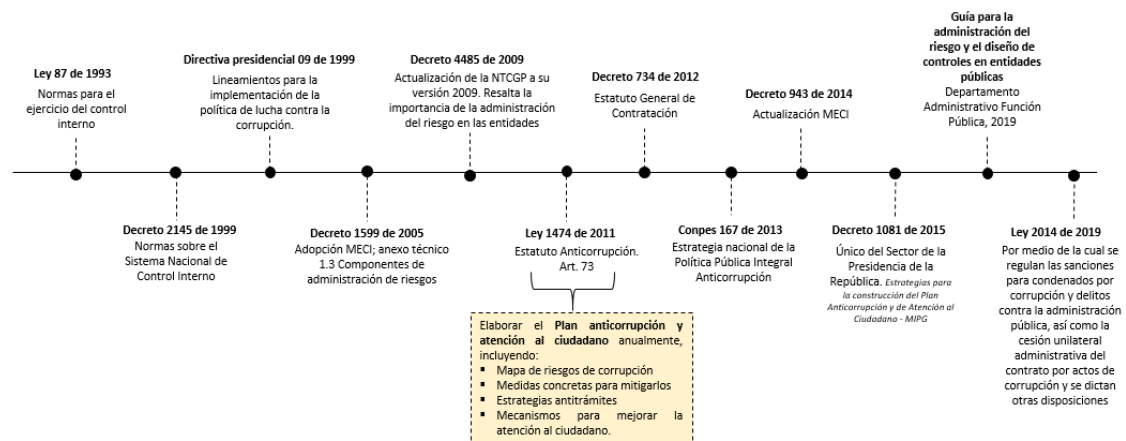 Ley 87 de 1993
Normas para el
ejercicio del control
interno
Decreto 2145 de 1999
Normas sobre el
Sistema Nacional de
Control Interno
Directiva presidencial 09 de 1999
Lineamientos para la
implementación de la
política de lucha contra la
corrupción.
Decreto 1599 de 2005
Adopción MECI; anexo técnico
1.3 Componentes de
administración de riesgos
Decreto 4485 de 2009
Actualización de la NTCGP a su
versión 2009. Resalta la
importancia de la administración
del riesgo en las entidades
Ley 1474 de 2011
Estatuto Anticorrupción.
Art. 73
Elaborar el Plan anticorrupción y
atención al ciudadano anualmente,
incluyendo:
▪ Mapa de riesgos de corrupción
▪ Medidas concretas para mitigarlos
▪ Estrategias antitrámites
▪ Mecanismos para mejorar la
atención al ciudadano.
Decreto 734 de 2012
Estatuto General de
Contratación
Conpes 167 de 2013
Estrategia nacional de la
Política Pública Integral
Anticorrupción
Decreto 943 de 2014
Actualización MECI
Decreto 1081 de 2015
Único del Sector de la
Presidencia de la
República. Estrategias para
la construcción del Plan
Anticorrupción y de Atención al
Ciudadano - MIPG
Guía para la
administración del
riesgo y el diseño de
controles en entidades
públicas
Departamento
Administrativo Función
Pública, 2019
Ley 2014 de 2019
Por medio de la cual se
regulan las sanciones
para condenados por
corrupción y delitos
contra la administración
pública, así como la
cesión unilateral
administrativa del
contrato por actos de
corrupción y se dictan
otras disposiciones